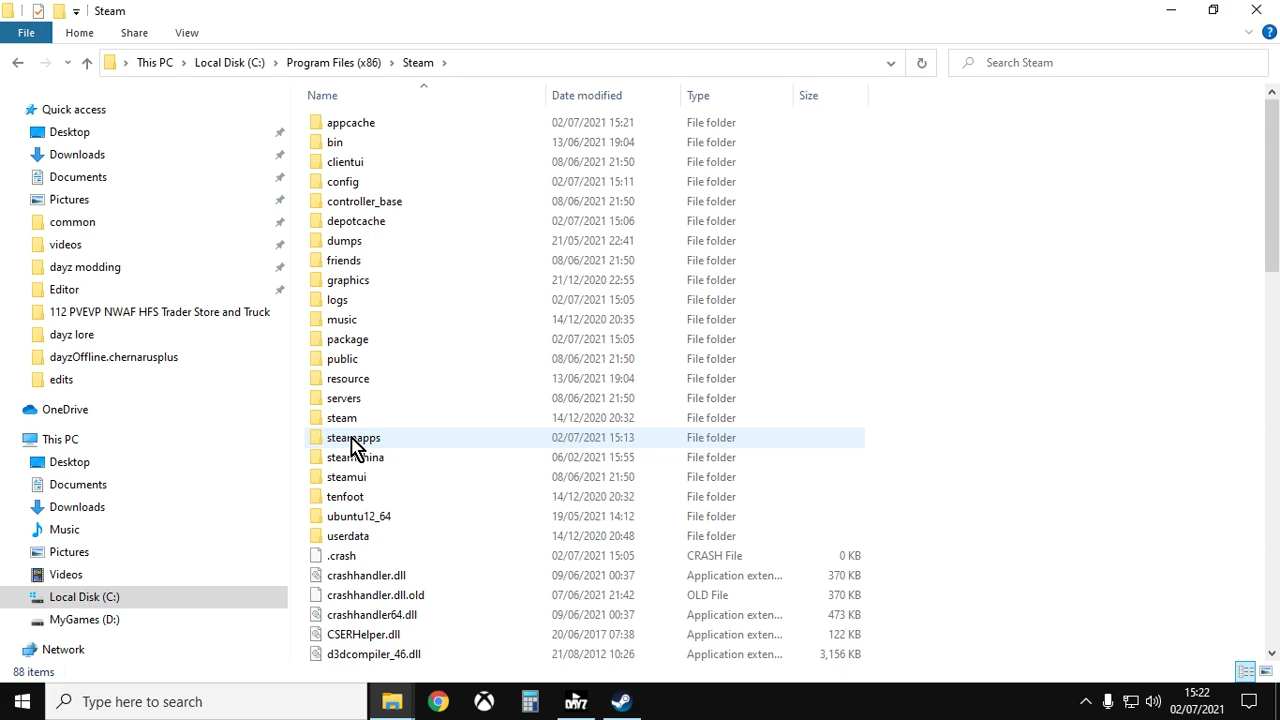 Steam
File Home Share View
This PC Local Disk (C:) Program Files (x86) Steam Search Steam
Name Date modified Type Size
Quick access
Desktop
Downloads
Documents
Pictures
common
videos
dayz modding
Editor
112 PVEVP NWAF HFS Trader Store and Truck
dayz lore
dayzOffline.chernarusplus
edits
OneDrive
This PC
Desktop
Documents
Downloads
Music
Pictures
Videos
Local Disk (C:)
MyGames (D:)
Network
appcache 02/07/2021 15:21 File folder
bin 13/06/2021 19:04 File folder
clientui 08/06/2021 21:50 File folder
config 02/07/2021 15:11 File folder
controller_base 08/06/2021 21:50 File folder
depotcache 02/07/2021 15:06 File folder
dumps 21/05/2021 22:41 File folder
friends 08/06/2021 21:50 File folder
graphics 21/12/2020 22:55 File folder
logs 02/07/2021 15:05 File folder
music 14/12/2020 20:35 File folder
package 02/07/2021 15:05 File folder
public 08/06/2021 21:50 File folder
resource 13/06/2021 19:04 File folder
servers 08/06/2021 21:50 File folder
steam 14/12/2020 20:32 File folder
steamapps 02/07/2021 15:13 File folder
06/02/2021 15:55 File folder
steamui 08/06/2021 21:50 File folder
tenfoot 14/12/2020 20:32 File folder
ubuntu12_64 19/05/2021 14:12 File folder
userdata 14/12/2020 20:48 File folder
.crash 02/07/2021 15:05 CRASH File 0 KB
crashhandler.dll 09/06/2021 00:37 Application exten... 370 KB
crashhandler.dll.old 07/06/2021 21:42 OLD File 370 KB
crashhandler64.dll 09/06/2021 00:37 Application exten... 473 KB
CSERHelper.dll 20/06/2017 07:38 Application exten... 122 KB
d3dcompiler_46.dll 21/08/2012 10:26 Application exten... 3,156 KB
88 items
Type here to search
15:22
02/07/2021